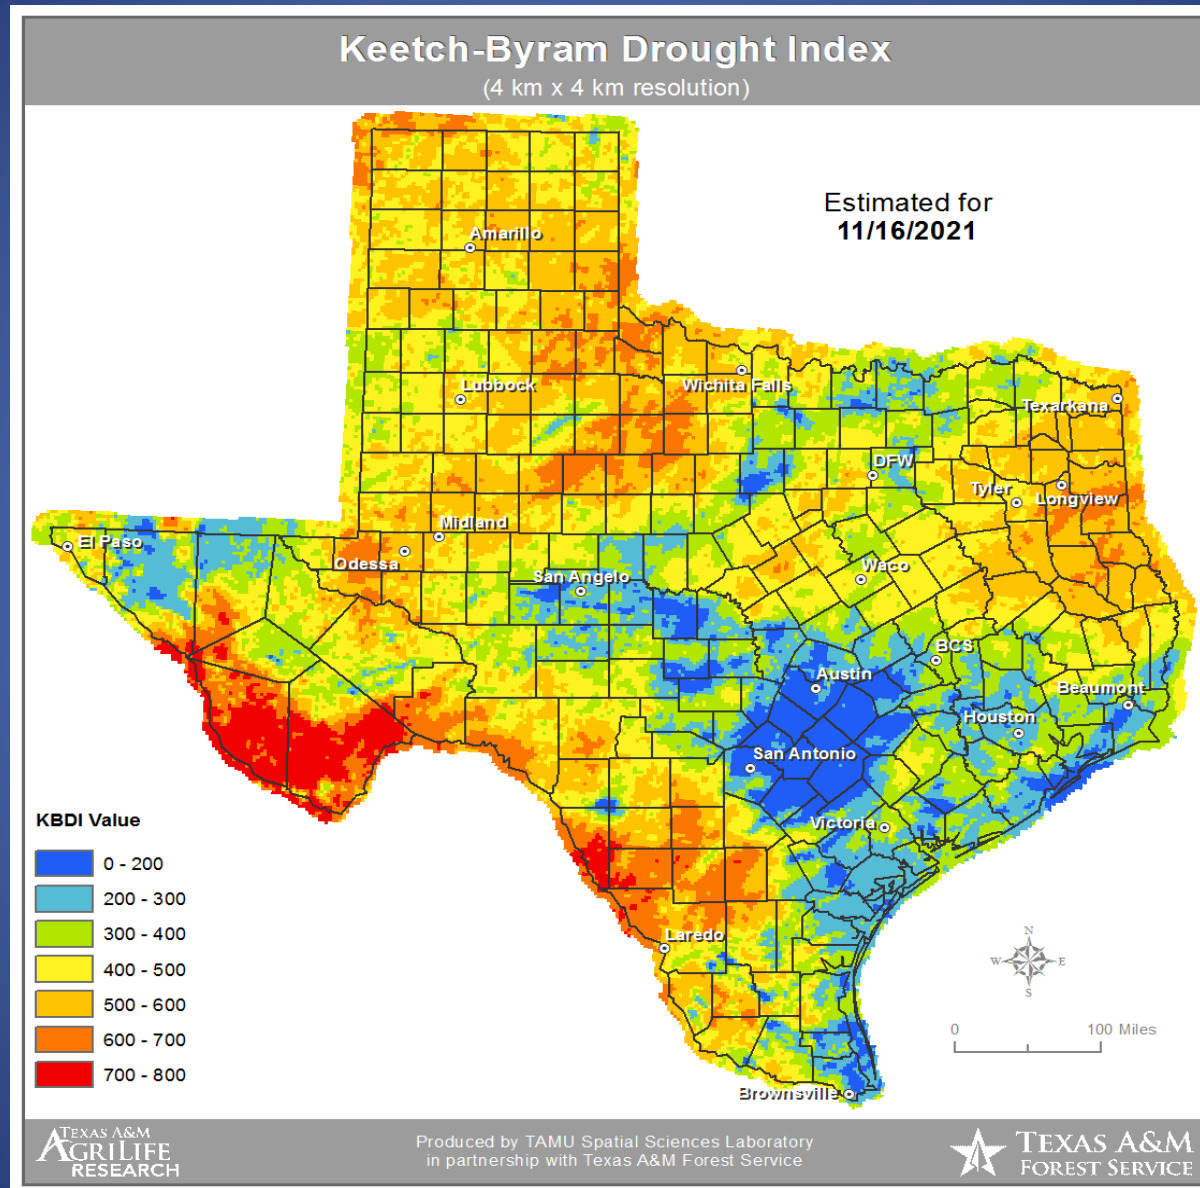 Keetch-Byram Drought Index
(4 km x 4 km resolution)
Estimated for
11/16/2021
Amarillo
Lubbock
Wichita Falls
Texarkana
DFW
Tyler
Longview
Midland
El Paso
Odessa
San Angelo
Waco
BCS
Austin
Beaumont
Houston
San Antonio
Victoria
Laredo
Brownsville
KBDI Value
0 - 200
200 - 300
300 - 400
400 - 500
500 - 600
600 - 700
700 - 800
N
W E
S
0 100 Miles
TEXAS A&M
AGRILIFE
RESEARCH
Produced by TAMU Spatial Sciences Laboratory
in partnership with Texas A&M Forest Service
TEXAS A&M
FOREST SERVICE